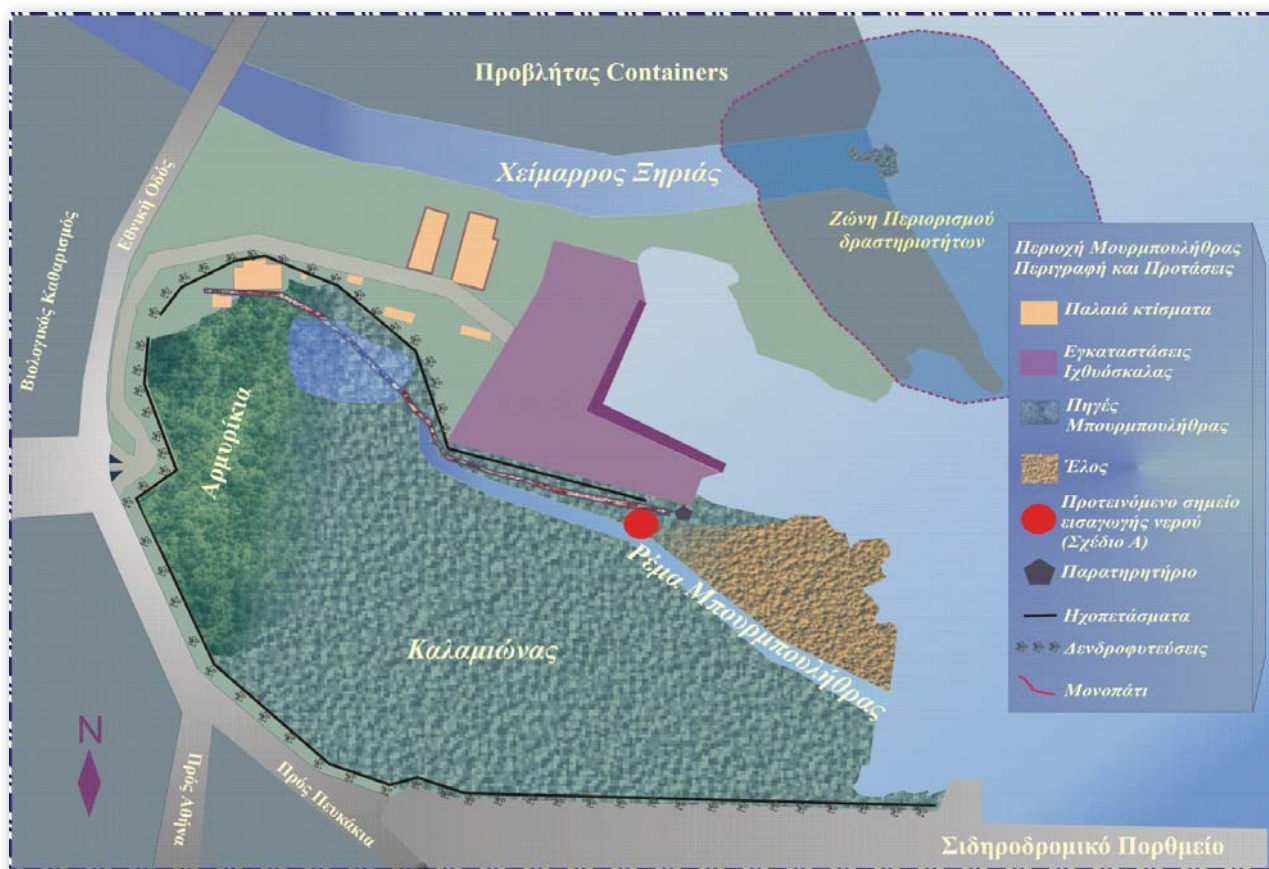 Προβλήτας Containers
Χείμαρρος Ξηριάς
Εθνική Οδός
Βιολογικός Καθαρισμός
Ζώνη Περιορισμού
δραστηριοτήτων
Αρμυρίκια
Καλαμιώνας
Ρέμα Μπουρμπουλήθρας
N
Πρός Αθήνα
Πρός Πευκάκια
Σιδηροδρομικό Πορθμείο
Περιοχή Μουρμπουλήθρας
Περιγραφή και Προτάσεις
Παλαιά κτίσματα
Εγκαταστάσεις
Ιχθυόσκαλας
Πηγές
Μπουρμπουλήθρας
Έλος
Προτεινόμενο σημείο
εισαγωγής νερού
(Σχέδιο Α)
Παρατηρητήριο
Ηχοπετάσματα
Δενδροφυτεύσεις
Μονοπάτι